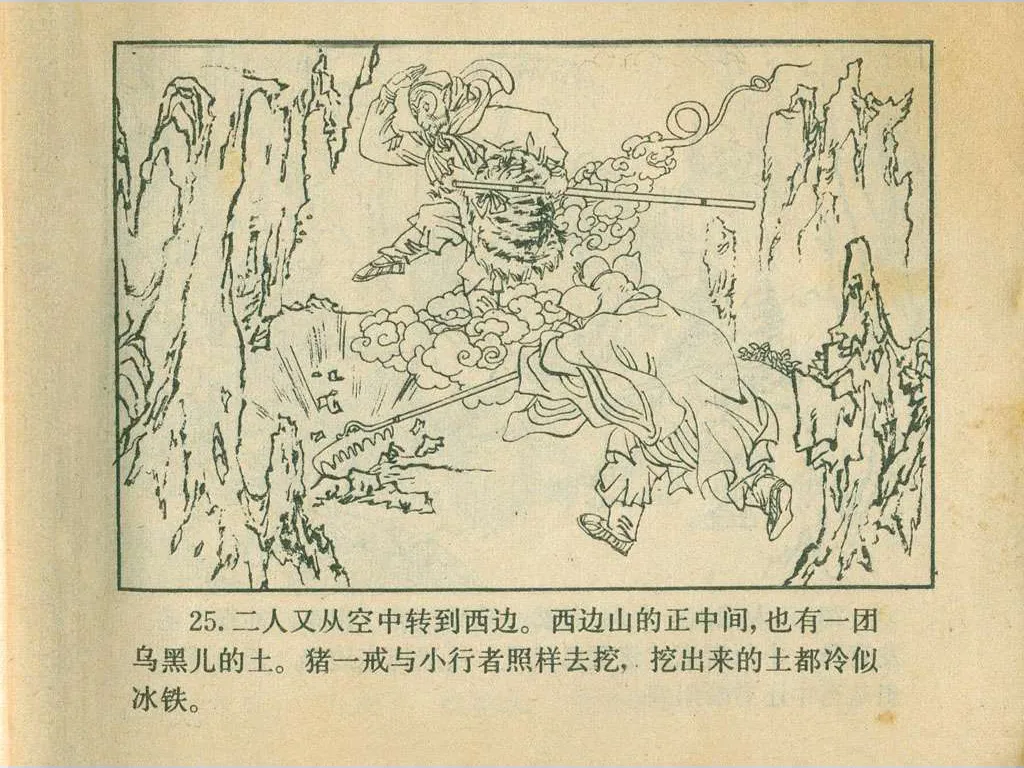 25. 二人又从空中转到西边。西边山的正中间，也有一团
乌黑儿的土。猪一戒与小行者照样去挖，挖出来的土都冷似
冰铁。